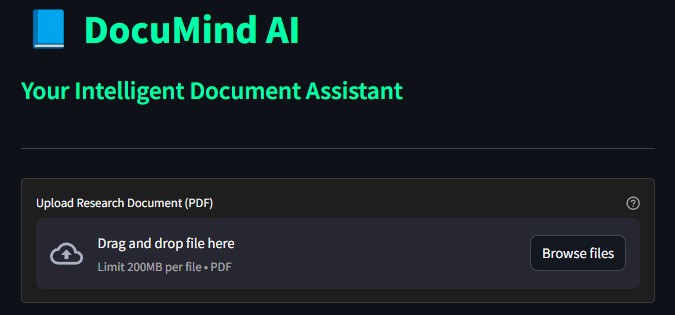 DocuMind AI
Your Intelligent Document Assistant
Upload Research Document (PDF)
Drag and drop file here
Limit 200MB per file • PDF
Browse files